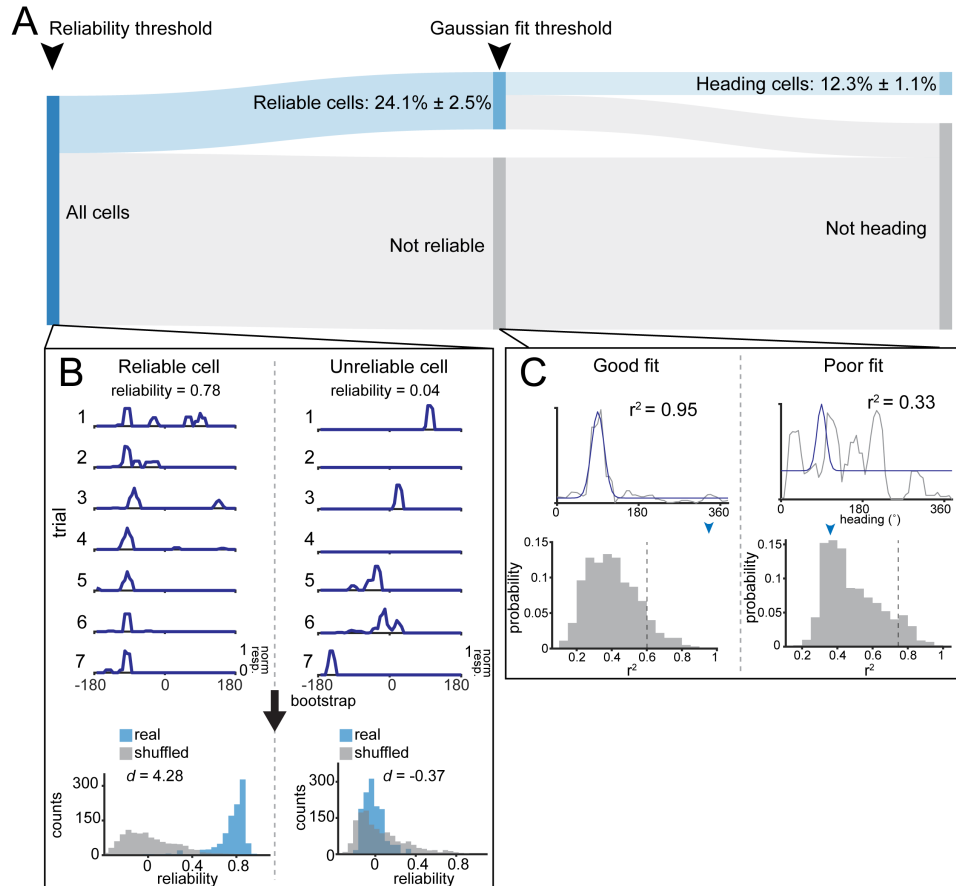 A
Reliability threshold
Gaussian fit threshold
Reliable cells: 24.1% ± 2.5%
Heading cells: 12.3% ± 1.1%
All cells
Not reliable
Not heading
B
Reliable cell
reliability = 0.78
Unreliable cell
reliability = 0.04
trial
1
2
3
4
5
6
7
1
0
norm
resp.
-180 0 180
1
2
3
4
5
6
7
1
0
norm
resp.
-180 0 180
bootstrap
real
shuffled
d = 4.28
counts
300
150
0
0 0.4 0.8
reliability
real
shuffled
d = -0.37
300
150
0
0 0.4 0.8
reliability
C
Good fit
r² = 0.95
0 180 360
Poor fit
r² = 0.33
0 180 360
heading (°)
probability
0.15
0.1
0.05
0
0.2 0.4 0.6 0.8 1
r²
probability
0.15
0.10
0.05
0
0.2 0.4 0.6 0.8 1
r²